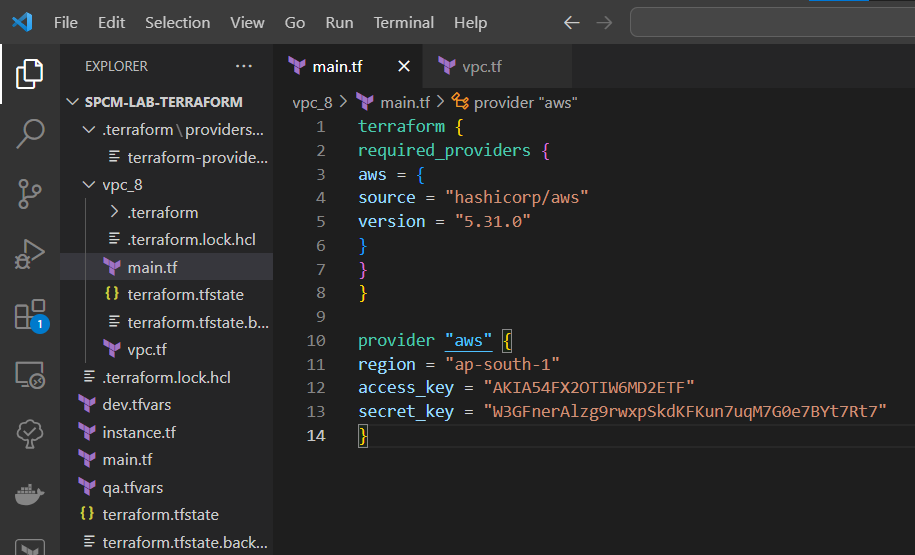 File Edit Selection View Go Run Terminal Help
EXPLORER
SPCM-LAB-TERRAFORM
.terraform\providers...
terraform-provide...
vpc_8
.terraform
.terraform.lock.hcl
main.tf
terraform.tfstate
terraform.tfstate.b...
vpc.tf
.terraform.lock.hcl
dev.tfvars
instance.tf
main.tf
qa.tfvars
terraform.tfstate
terraform.tfstate.back...
1
main.tf vpc.tf
vpc_8 > main.tf > provider "aws"
1 terraform {
2 required_providers {
3 aws = {
4 source = "hashicorp/aws"
5 version = "5.31.0"
6 }
7 }
8 }
9
10 provider "aws" {
11 region = "ap-south-1"
12 access_key = "AKIA54FX2OTIW6MD2ETF"
13 secret_key = "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"
14 }